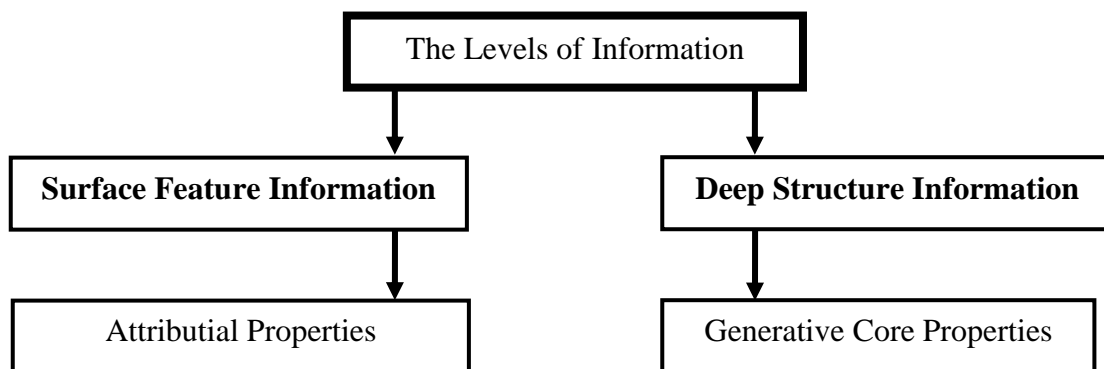 The Levels of Information
Surface Feature Information
Deep Structure Information
Attributial Properties
Generative Core Properties